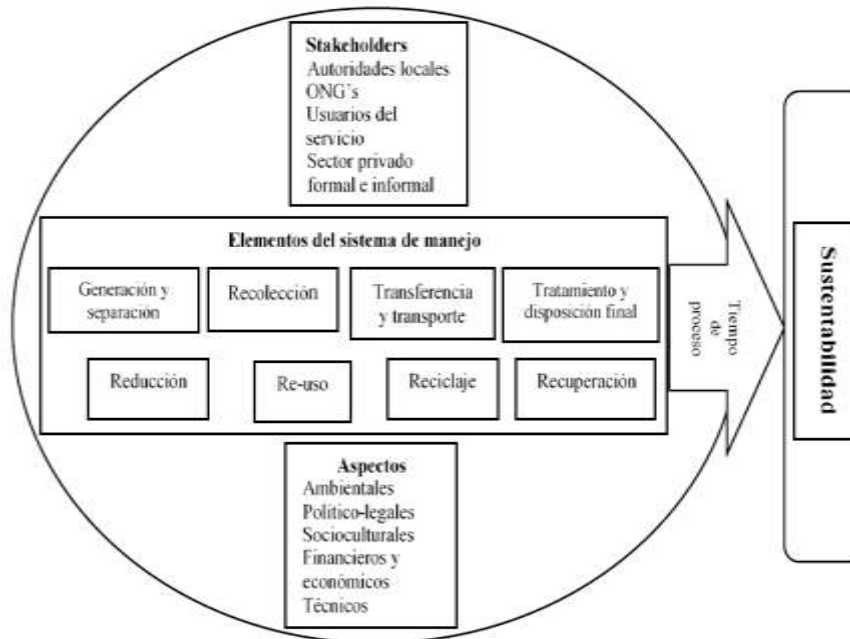 Stakeholders
Autoridades locales
ONG´s
Usuarios del
servicio
Sector privado
formal e informal
Elementos del sistema de manejo
Generación y
separación
Recolección
Transferencia
y transporte
Tratamiento y
disposición final
Reducción
Re-uso
Reciclaje
Recuperación
Tiempo
de
proceso
Sustentabilidad
Aspectos
Ambientales
Político-legales
Socioculturales
Financieros y
económicos
Técnicos